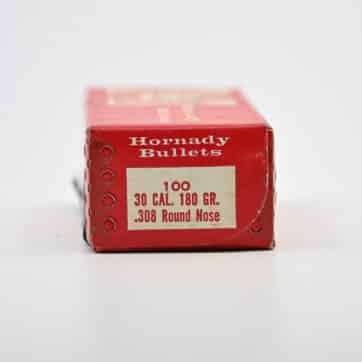 Hornady
Bullets
100
30 CAL. 180 GR.
.308 Round Nose